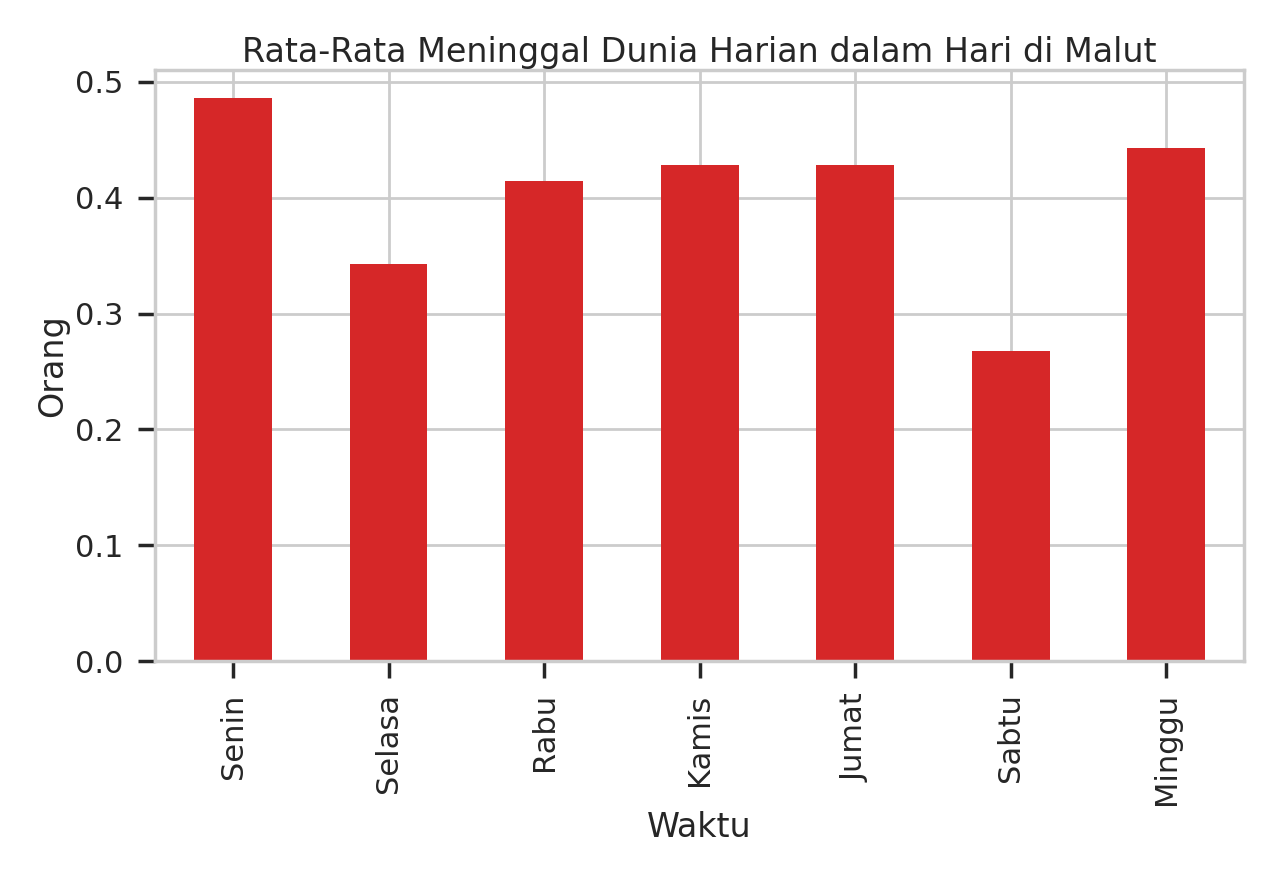 Rata-Rata Meninggal Dunia Harian dalam Hari di Malut
0.5
0.4
0.3
0.2
0.1
0.0
Orang
Senin
Selasa
Rabu
Kamis
Jumat
Sabtu
Minggu
Waktu